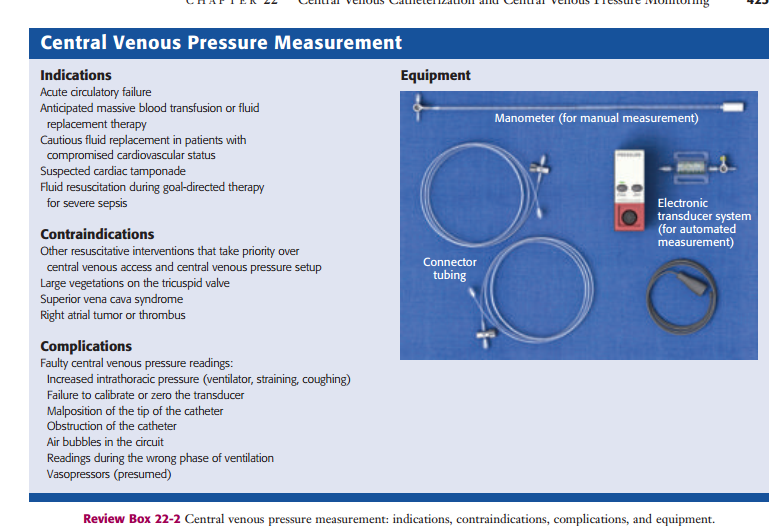 CHAPTER 22 Central Venous Catheterization and Central Venous Pressure Monitoring 425
Central Venous Pressure Measurement
Indications
Acute circulatory failure
Anticipated massive blood transfusion or fluid
replacement therapy
Cautious fluid replacement in patients with
compromised cardiovascular status
Suspected cardiac tamponade
Fluid resuscitation during goal-directed therapy
for severe sepsis
Contraindications
Other resuscitative interventions that take priority over
central venous access and central venous pressure setup
Large vegetations on the tricuspid valve
Superior vena cava syndrome
Right atrial tumor or thrombus
Complications
Faulty central venous pressure readings:
Increased intrathoracic pressure (ventilator, straining, coughing)
Failure to calibrate or zero the transducer
Malposition of the tip of the catheter
Obstruction of the catheter
Air bubbles in the circuit
Readings during the wrong phase of ventilation
Vasopressors (presumed)
Equipment
Manometer (for manual measurement)
PRESSURE
Electronic
transducer system
(for automated
measurement)
Connector
tubing
Review Box 22-2 Central venous pressure measurement: indications, contraindications, complications, and equipment.